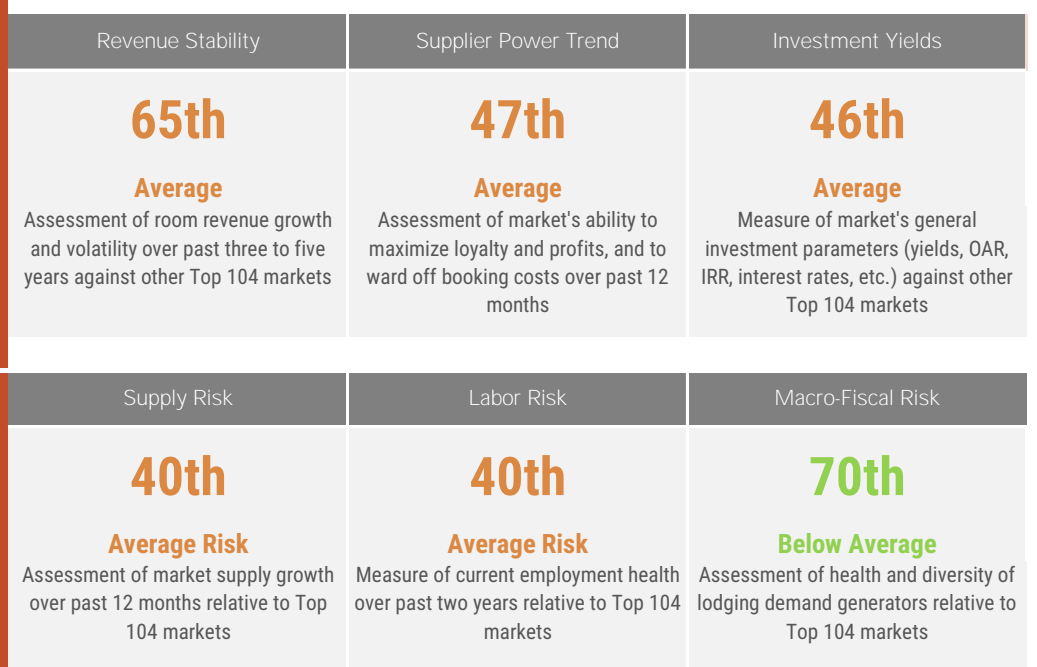 Revenue Stability
Supplier Power Trend
Investment Yields
65th
47th
46th
Average
Average
Average
Assessment of room revenue growth
and volatility over past three to five
years against other Top 104 markets
Assessment of market's ability to
maximize loyalty and profits, and to
ward off booking costs over past 12
months
Measure of market's general
investment parameters (yields, OAR,
IRR, interest rates, etc.) against other
Top 104 markets
Supply Risk
Labor Risk
Macro-Fiscal Risk
40th
40th
70th
Average Risk
Average Risk
Below Average
Assessment of market supply growth
over past 12 months relative to Top
104 markets
Measure of current employment health
over past two years relative to Top 104
markets
Assessment of health and diversity of
lodging demand generators relative to
Top 104 markets